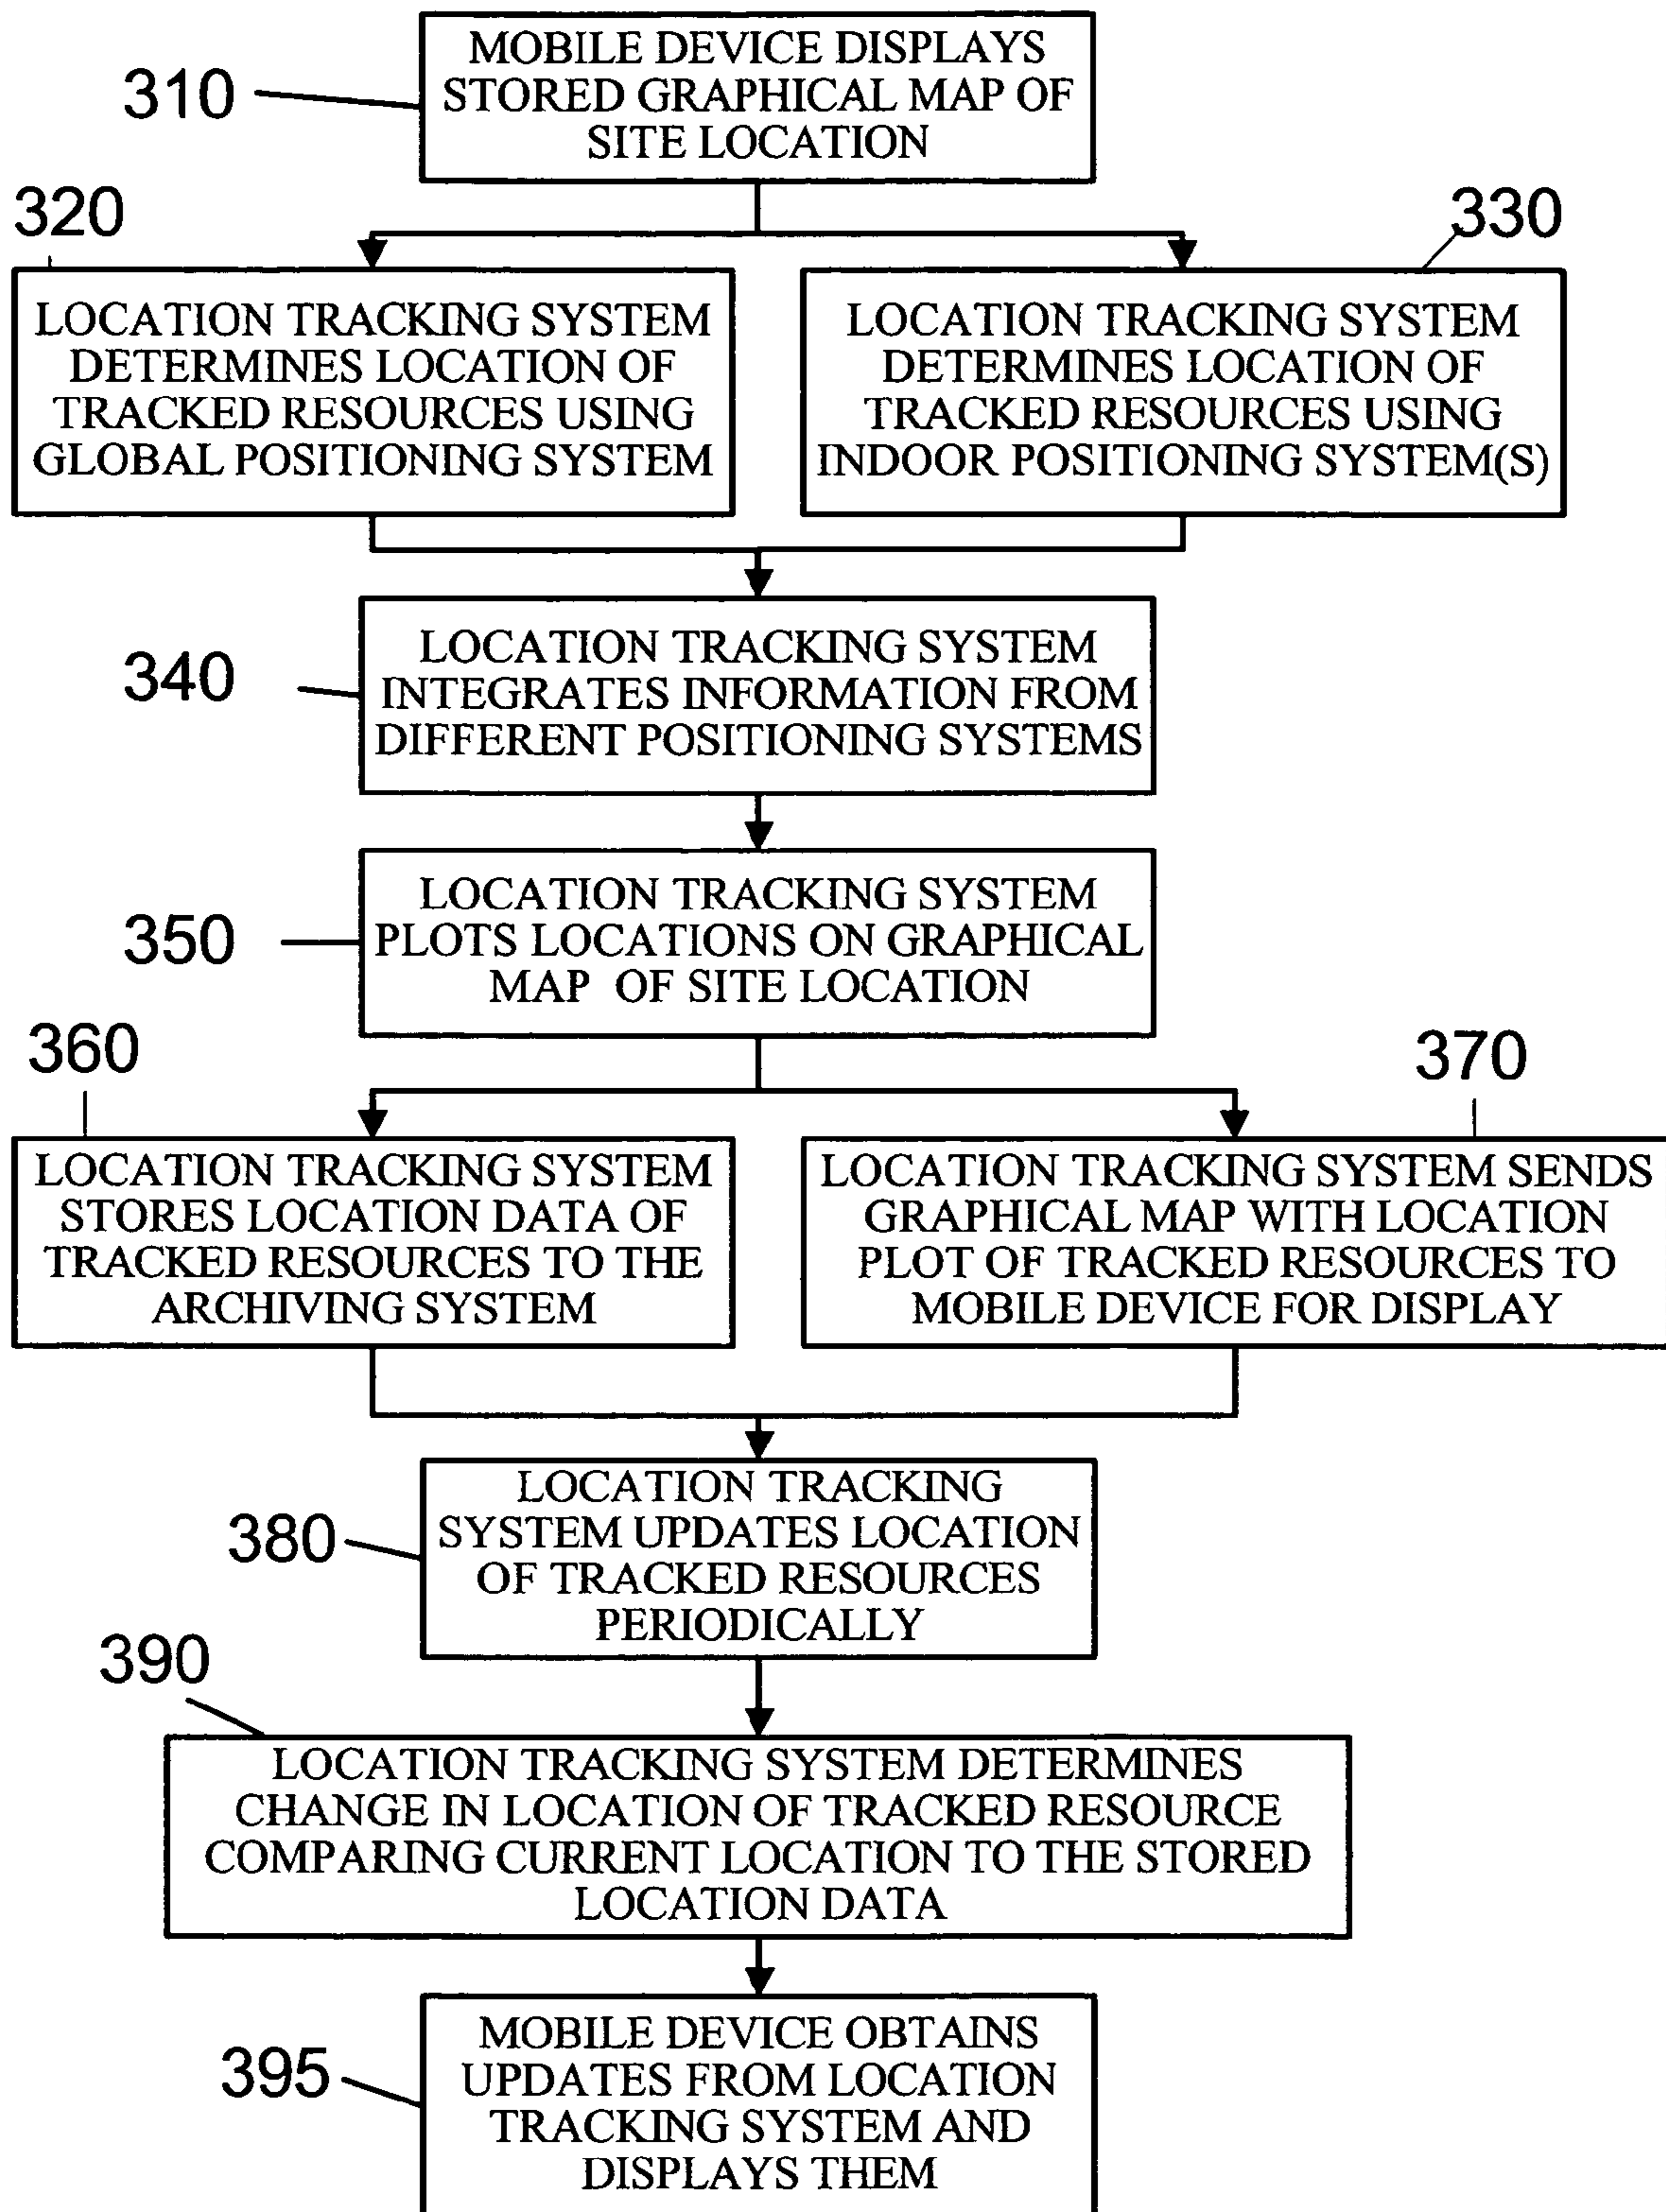 310
MOBILE DEVICE DISPLAYS
STORED GRAPHICAL MAP OF
SITE LOCATION
320
330
LOCATION TRACKING SYSTEM
DETERMINES LOCATION OF
TRACKED RESOURCES USING
GLOBAL POSITIONING SYSTEM
LOCATION TRACKING SYSTEM
DETERMINES LOCATION OF
TRACKED RESOURCES USING
INDOOR POSITIONING SYSTEM(S)
340
LOCATION TRACKING SYSTEM
INTEGRATES INFORMATION FROM
DIFFERENT POSITIONING SYSTEMS
350
LOCATION TRACKING SYSTEM
PLOTS LOCATIONS ON GRAPHICAL
MAP OF SITE LOCATION
360
370
LOCATION TRACKING SYSTEM
STORES LOCATION DATA OF
TRACKED RESOURCES TO THE
ARCHIVING SYSTEM
LOCATION TRACKING SYSTEM SENDS
GRAPHICAL MAP WITH LOCATION
PLOT OF TRACKED RESOURCES TO
MOBILE DEVICE FOR DISPLAY
380
LOCATION TRACKING
SYSTEM UPDATES LOCATION
OF TRACKED RESOURCES
PERIODICALLY
390
LOCATION TRACKING SYSTEM DETERMINES
CHANGE IN LOCATION OF TRACKED RESOURCE
COMPARING CURRENT LOCATION TO THE STORED
LOCATION DATA
395
MOBILE DEVICE OBTAINS
UPDATES FROM LOCATION
TRACKING SYSTEM AND
DISPLAYS THEM